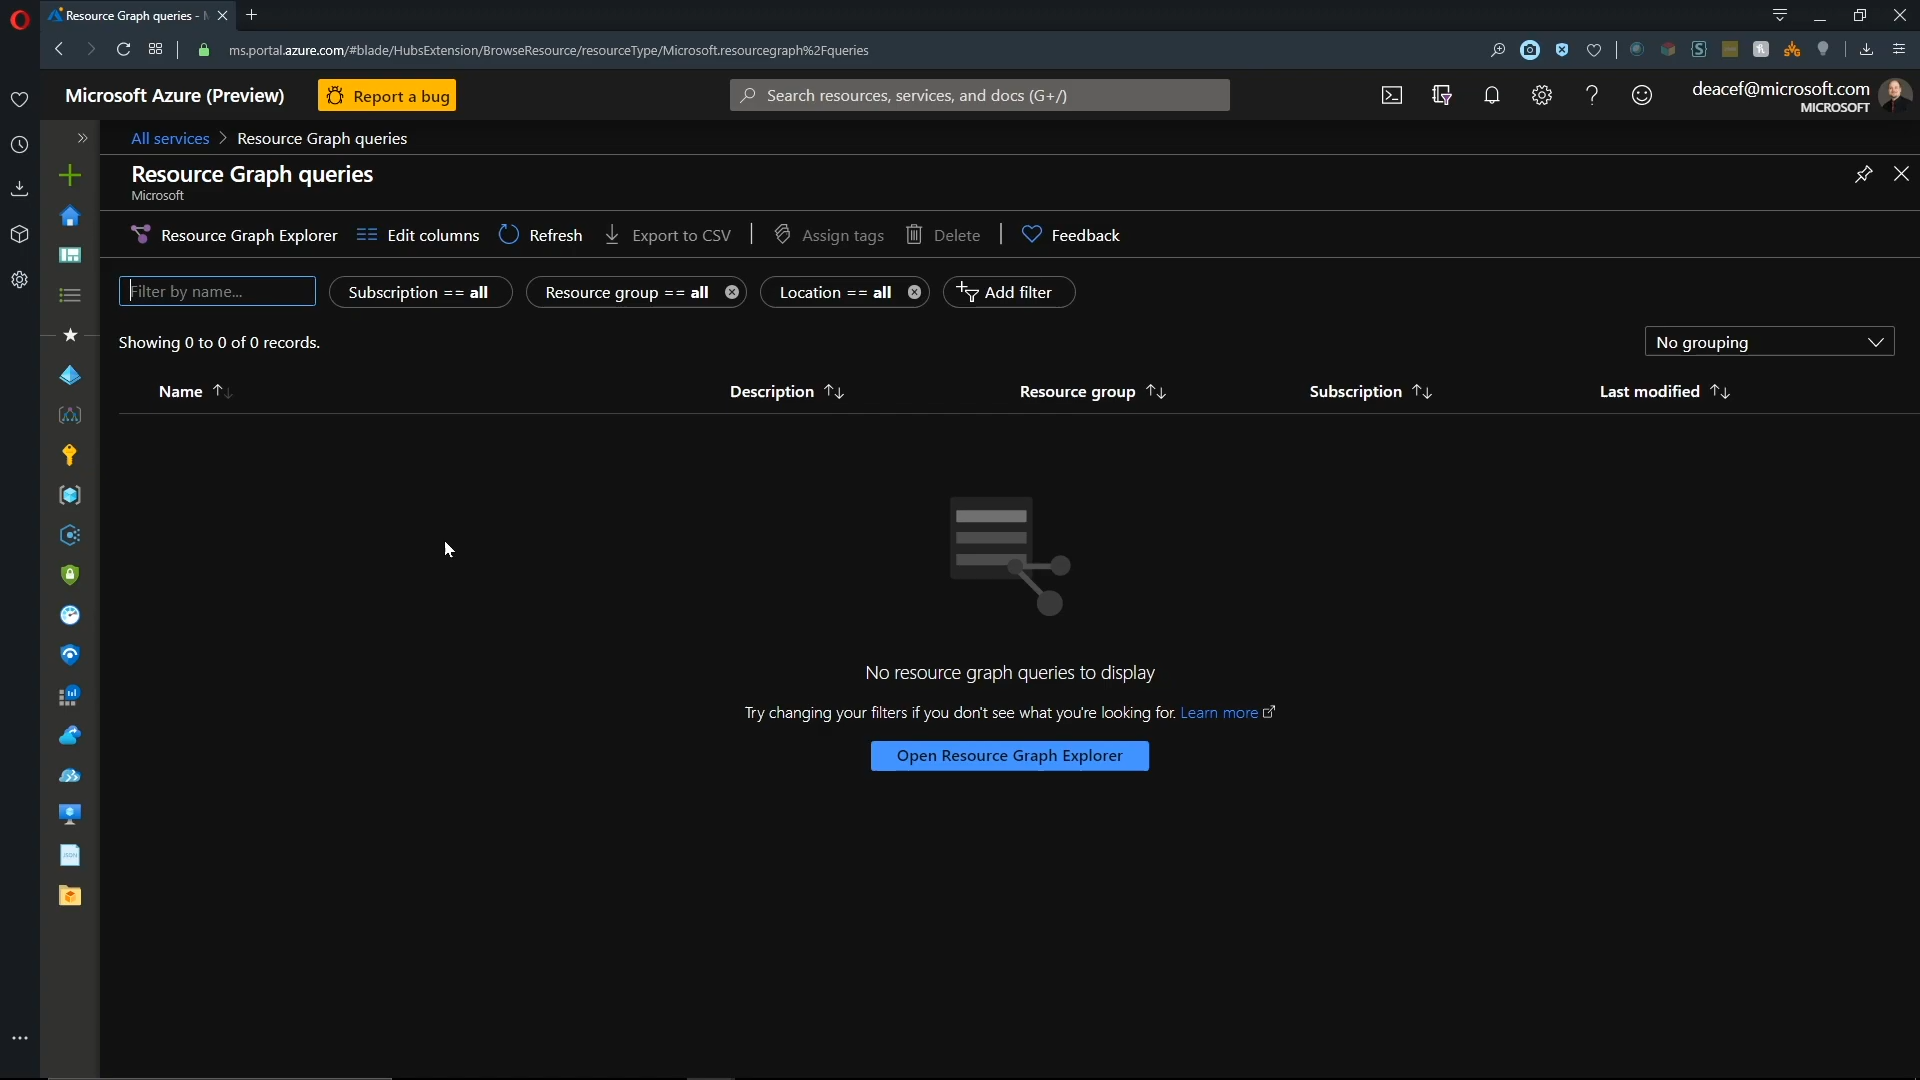 Resource Graph queries -
ms.portal.azure.com/#blade/HubsExtension/BrowseResource/resourceType/Microsoft.resourcegraph%2Fqueries
Microsoft Azure (Preview)
Report a bug
Search resources, services, and docs (G+/)
deacef@microsoft.com
MICROSOFT
All services > Resource Graph queries
Resource Graph queries
Microsoft
Resource Graph Explorer Edit columns Refresh Export to CSV Assign tags Delete Feedback
Filter by name... Subscription == all Resource group == all Location == all Add filter
Showing 0 to 0 of 0 records.
No grouping
Name Description Resource group Subscription Last modified
No resource graph queries to display
Try changing your filters if you don't see what you're looking for. Learn more
Open Resource Graph Explorer